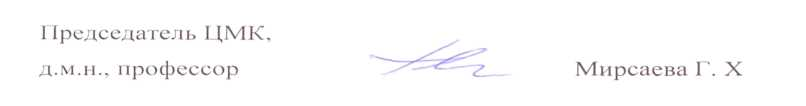 Председатель ЦМК,
д.м.н., профессор Мирсаева Г. Х